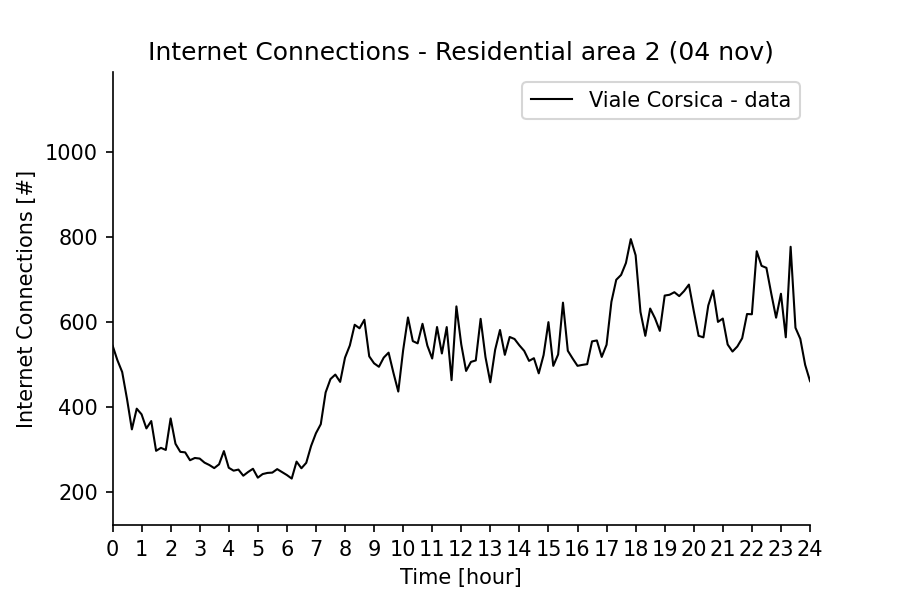 Internet Connections - Residential area 2 (04 nov)
Viale Corsica - data
Internet Connections [#]
1000
800
600
400
200
0 1 2 3 4 5 6 7 8 9 10 11 12 13 14 15 16 17 18 19 20 21 22 23 24
Time [hour]